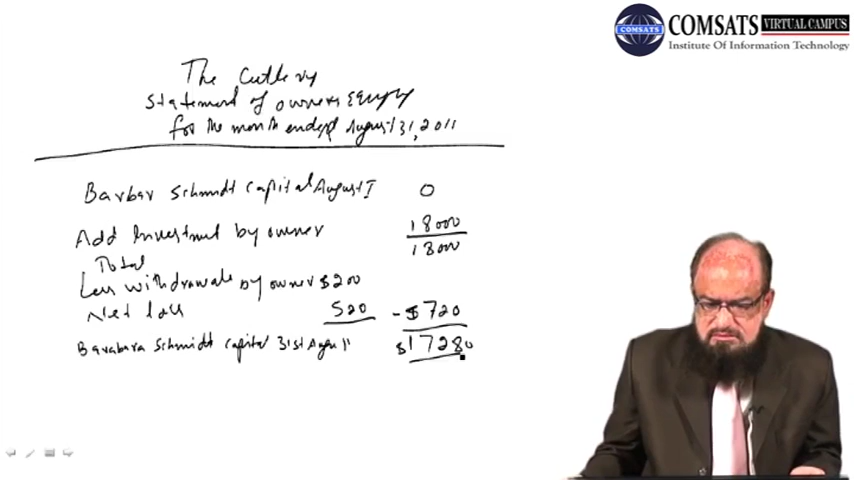 COMSATS VIRTUAL CAMPUS
COMSATS
Institute Of Information Technology
The Cutlery
Statement of owners Equity
for the month ended August 31, 2011
Barbar Schmidt Capital August 1 0
Add Investment by owner 18000
Total 18000
Less withdrawals by owner $200
Net loss 520 -$720
Barabara Schmidt capital 31st August $17280